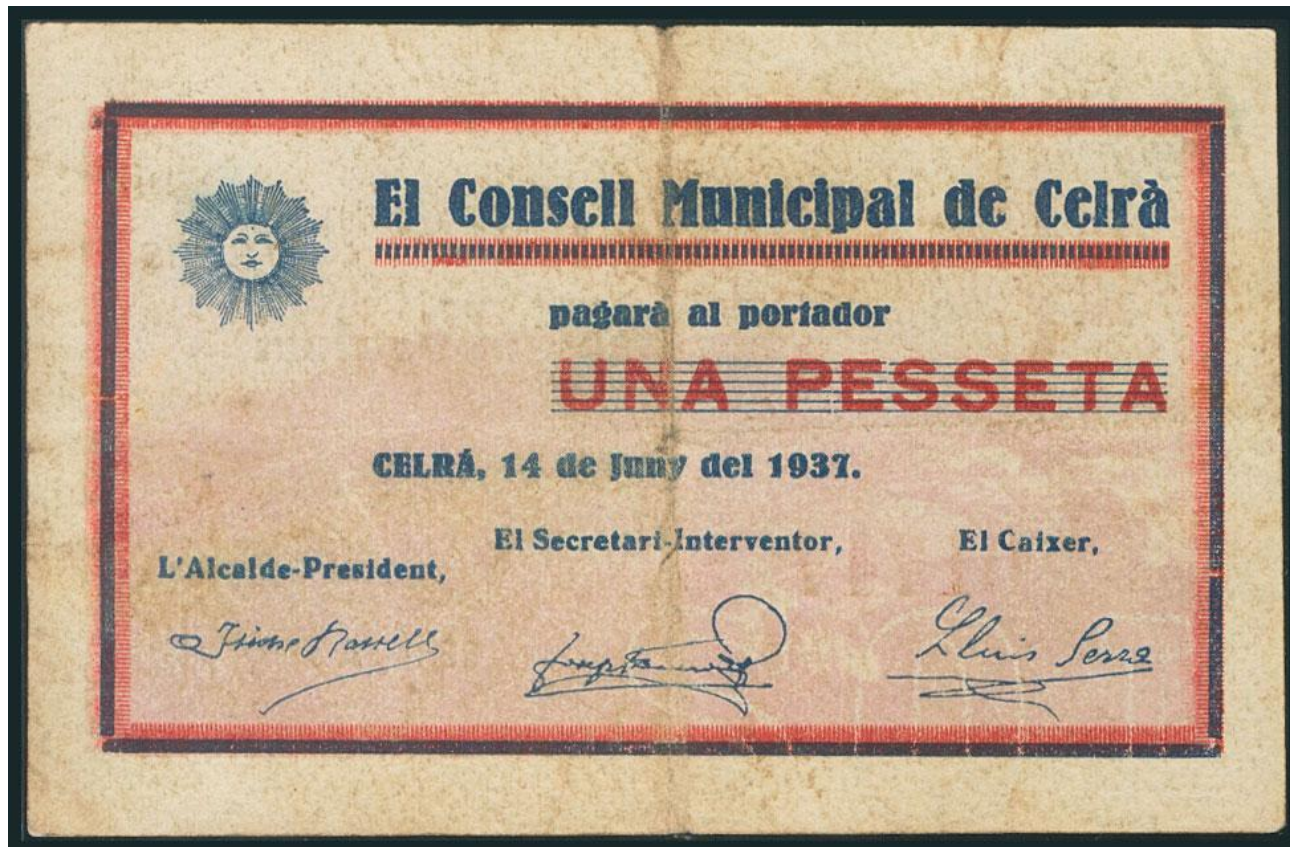 El Consell Municipal de Celrà
pagarà al portador
UNA PESSETA
CELRÁ, 14 de Juny del 1937.
El Secretari-Interventor,
El Caixer,
L'Alcalde-President,
Lluis Serra